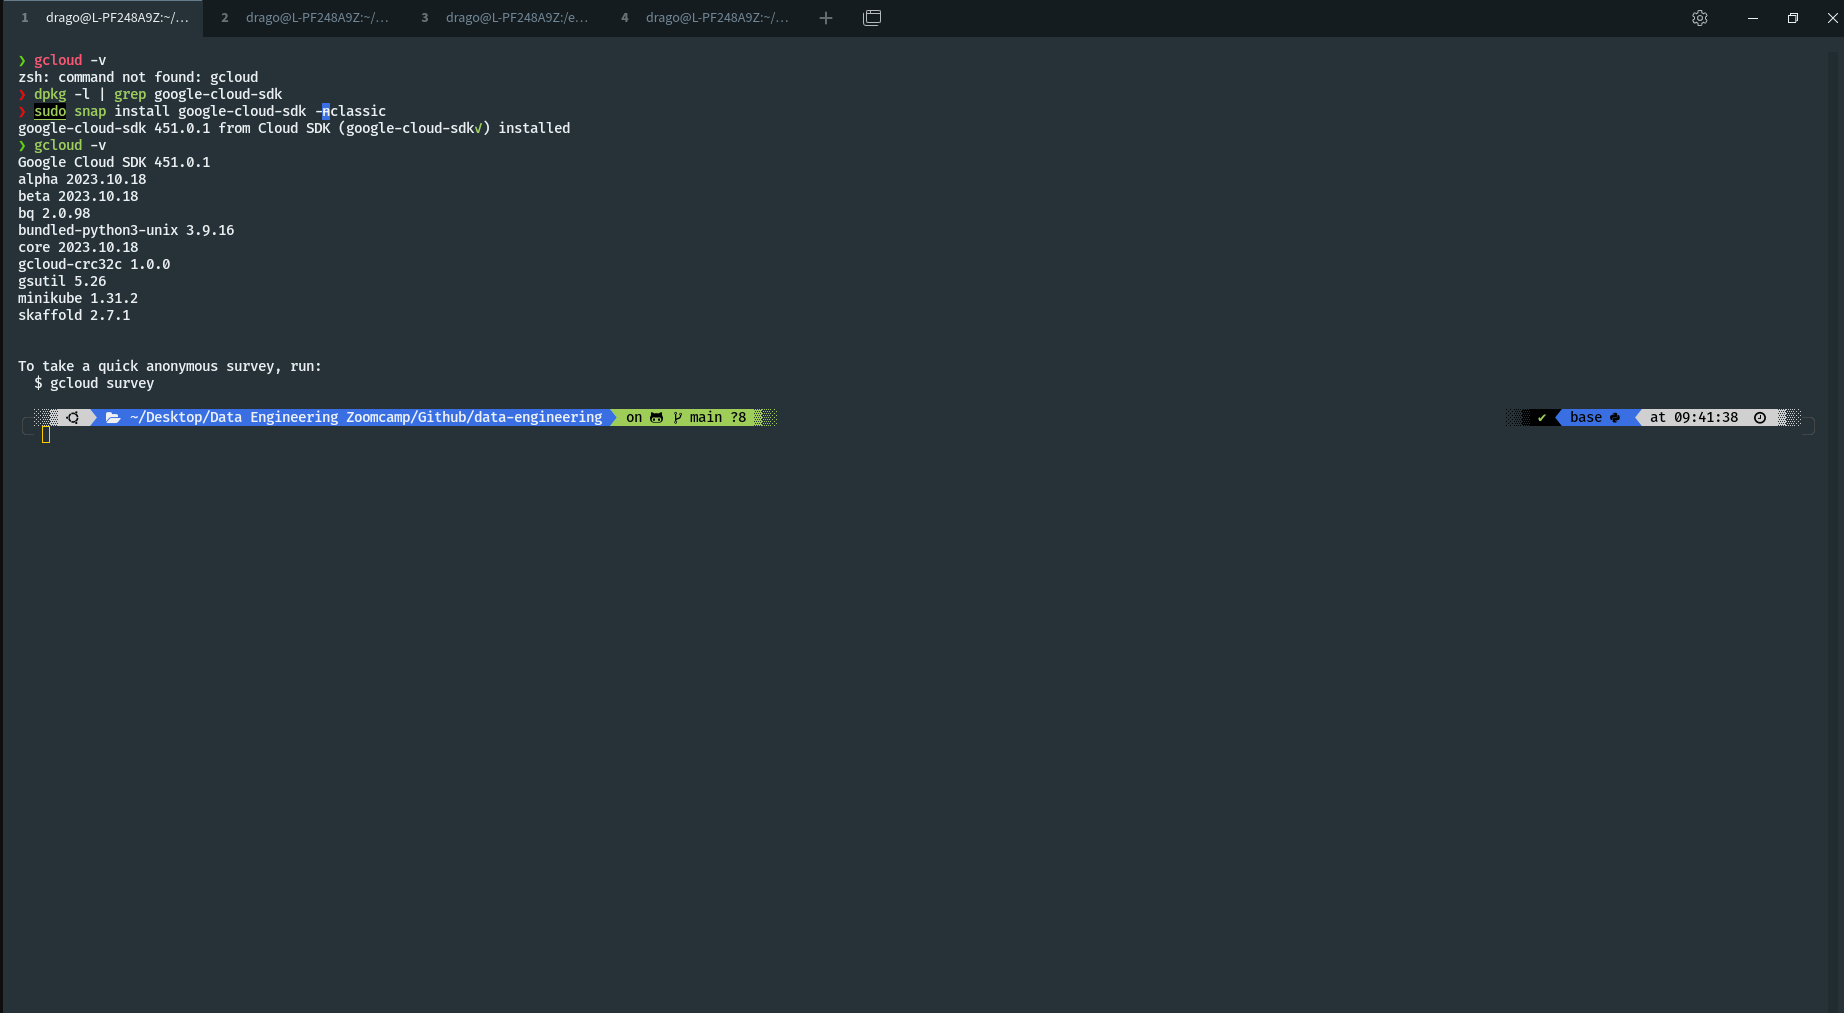 1 drago@L-PF248A9Z:~/... 2 drago@L-PF248A9Z:~/... 3 drago@L-PF248A9Z:/e... 4 drago@L-PF248A9Z:~/...
❯ gcloud -v
zsh: command not found: gcloud
❯ dpkg -l | grep google-cloud-sdk
❯ sudo snap install google-cloud-sdk --classic
google-cloud-sdk 451.0.1 from Cloud SDK (google-cloud-sdk✓) installed
❯ gcloud -v
Google Cloud SDK 451.0.1
alpha 2023.10.18
beta 2023.10.18
bq 2.0.98
bundled-python3-unix 3.9.16
core 2023.10.18
gcloud-crc32c 1.0.0
gsutil 5.26
minikube 1.31.2
skaffold 2.7.1
To take a quick anonymous survey, run:
$ gcloud survey
~/Desktop/Data Engineering Zoomcamp/Github/data-engineering on main ?8 ✔ base at 09:41:38